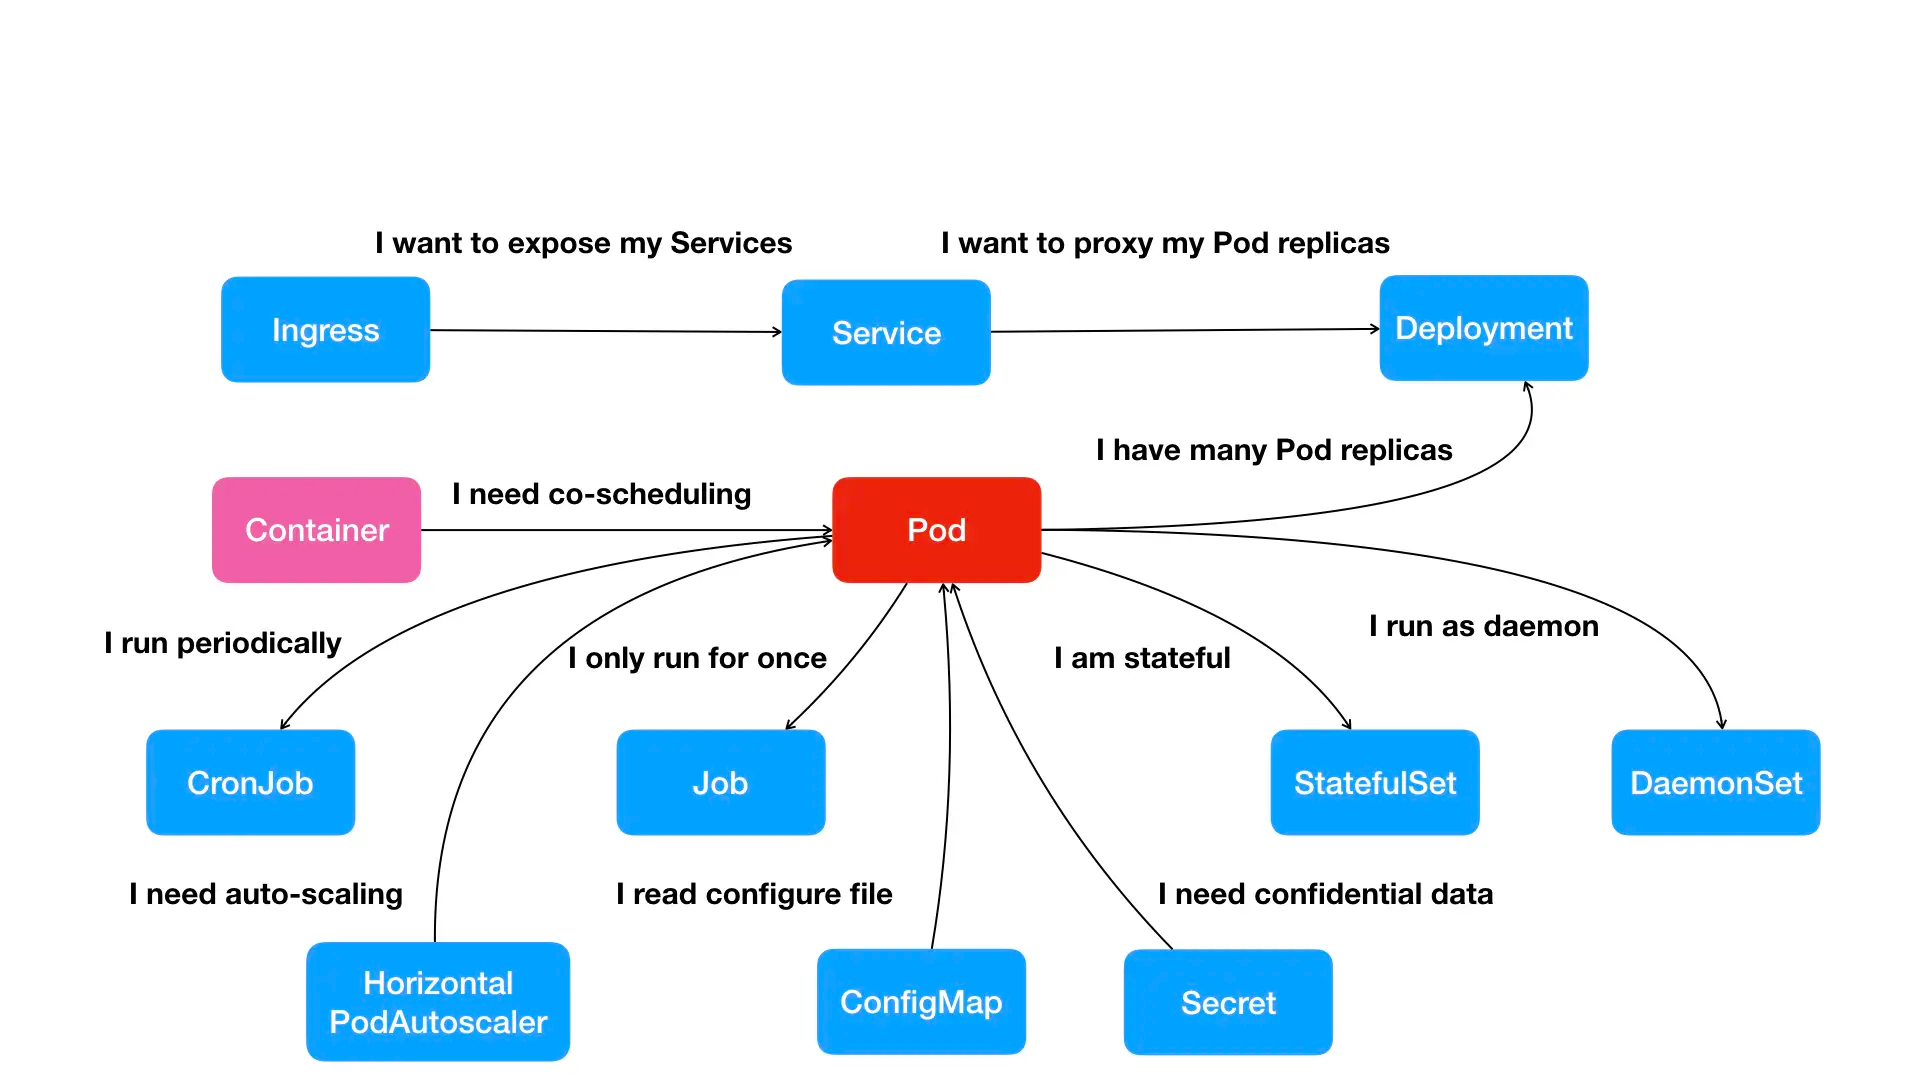 I want to expose my Services
I want to proxy my Pod replicas
Ingress
Service
Deployment
I have many Pod replicas
I need co-scheduling
Container
Pod
I run periodically
I only run for once
I am stateful
I run as daemon
CronJob
Job
StatefulSet
DaemonSet
I need auto-scaling
I read configure file
I need confidential data
Horizontal
PodAutoscaler
ConfigMap
Secret